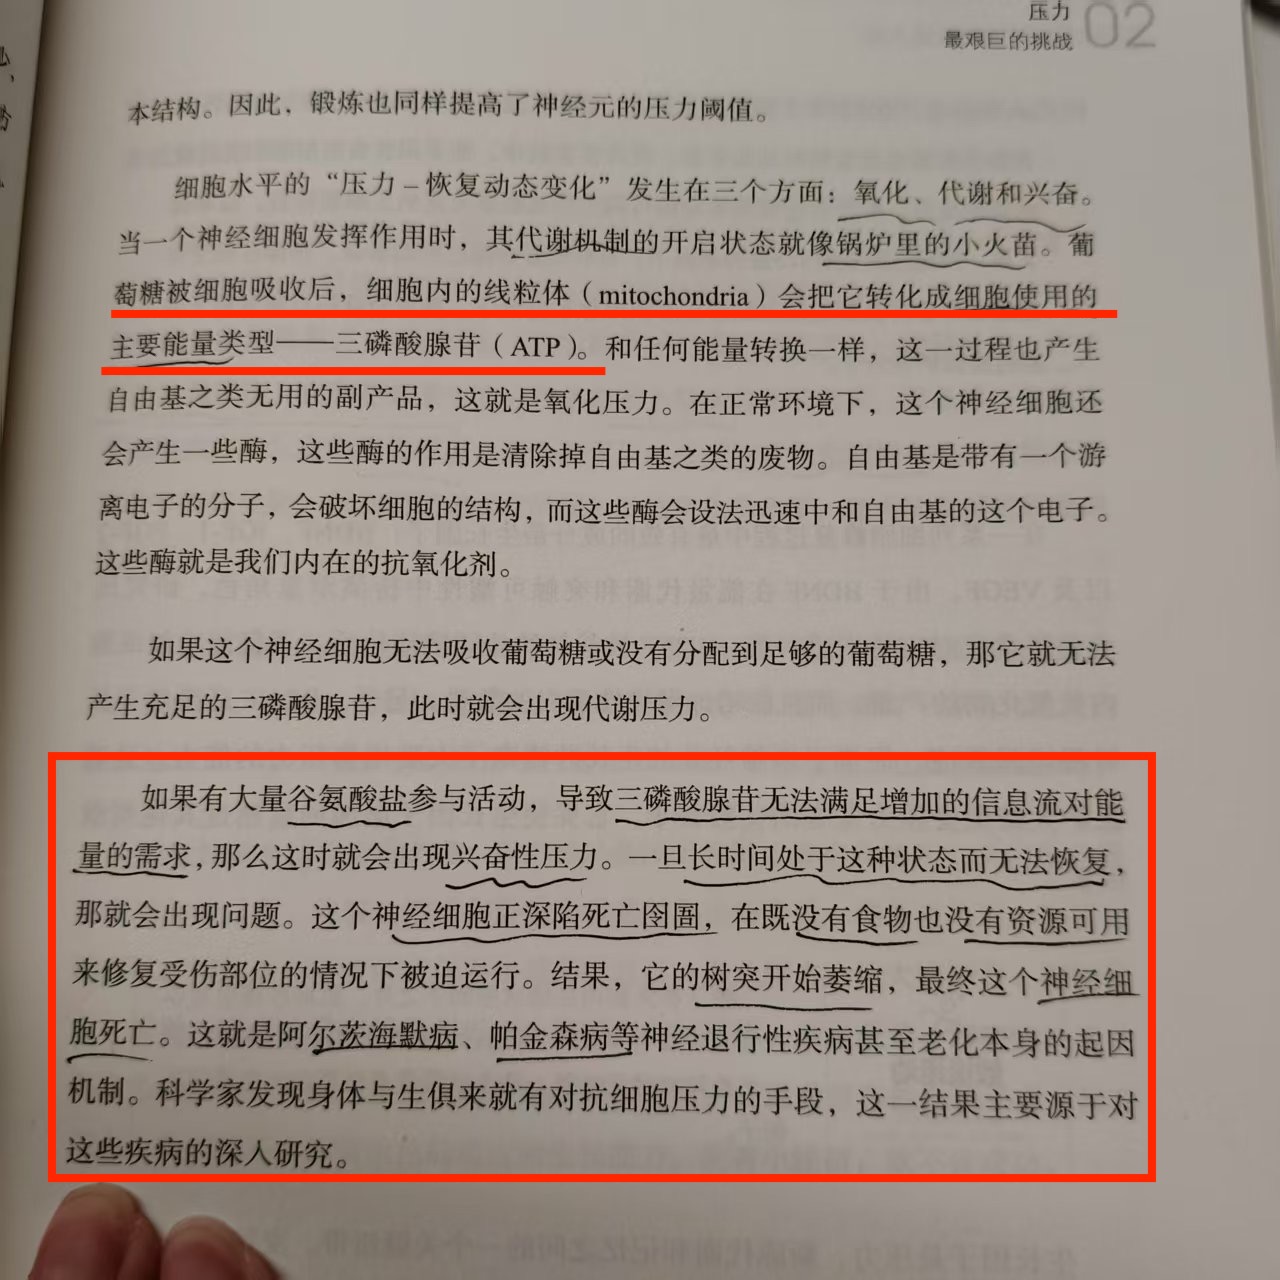 压力
最艰巨的挑战
02
本结构。因此，锻炼也同样提高了神经元的压力阈值。
细胞水平的“压力－恢复动态变化”发生在三个方面：氧化、代谢和兴奋。
当一个神经细胞发挥作用时，其代谢机制的开启状态就像锅炉里的小火苗。葡
萄糖被细胞吸收后，细胞内的线粒体（mitochondria）会把它转化成细胞使用的
主要能量类型——三磷酸腺苷（ATP）。和任何能量转换一样，这一过程也产生
自由基之类无用的副产品，这就是氧化压力。在正常环境下，这个神经细胞还
会产生一些酶，这些酶的作用是清除掉自由基之类的废物。自由基是带有一个游
离电子的分子，会破坏细胞的结构，而这些酶会设法迅速中和自由基的这个电子。
这些酶就是我们内在的抗氧化剂。
如果这个神经细胞无法吸收葡萄糖或没有分配到足够的葡萄糖，那它就无法
产生充足的三磷酸腺苷，此时就会出现代谢压力。
如果有大量谷氨酸盐参与活动，导致三磷酸腺苷无法满足增加的信息流对能
量的需求，那么这时就会出现兴奋性压力。一旦长时间处于这种状态而无法恢复，
那就会出现问题。这个神经细胞正深陷死亡囹圄，在既没有食物也没有资源可用
来修复受伤部位的情况下被迫运行。结果，它的树突开始萎缩，最终这个神经细
胞死亡。这就是阿尔茨海默病、帕金森病等神经退行性疾病甚至老化本身的起因
机制。科学家发现身体与生俱来就有对抗细胞压力的手段，这一结果主要源于对
这些疾病的深入研究。